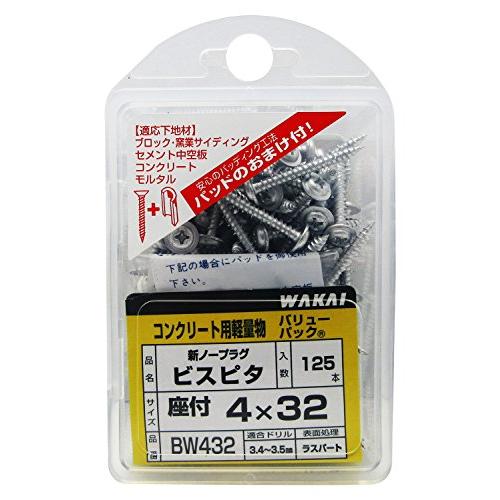 【適応下地材】
ブロック・窯業サイディング
セメント中空板
コンクリート
モルタル
安心のパッティング工法
パッドのおまけ付!
下記の場合にパッドを御使用
下さい。
WAKAI
コンクリート用軽量物
バリュー
パック®
品名
新ノープラグ
ビスピタ
入数
125本
サイズ
座付 4×32
品番
BW432
適合ドリル
3.4~3.5mm
表面処理
ラスパート